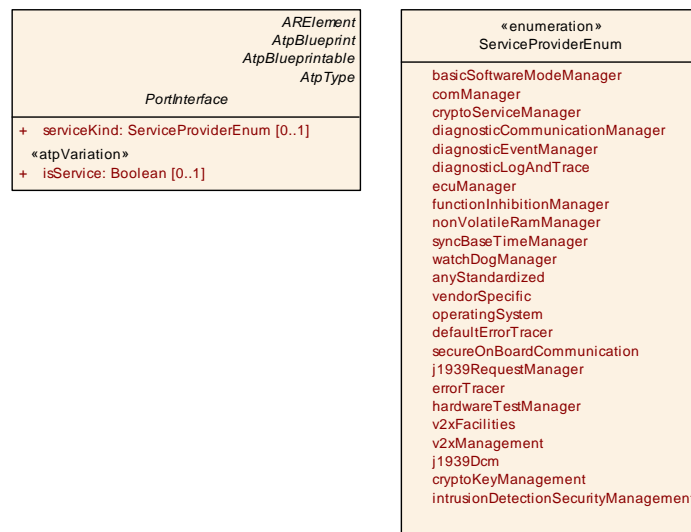 ARElement
AtpBlueprint
AtpBlueprintable
AtpType
PortInterface
+ serviceKind: ServiceProviderEnum [0..1]
«atpVariation»
+ isService: Boolean [0..1]
«enumeration»
ServiceProviderEnum
basicSoftwareModeManager
comManager
cryptoServiceManager
diagnosticCommunicationManager
diagnosticEventManager
diagnosticLogAndTrace
ecuManager
functionInhibitionManager
nonVolatileRamManager
syncBaseTimeManager
watchDogManager
anyStandardized
vendorSpecific
operatingSystem
defaultErrorTracer
secureOnBoardCommunication
j1939RequestManager
errorTracer
hardwareTestManager
v2xFacilities
v2xManagement
j1939Dcm
cryptoKeyManagement
intrusionDetectionSecurityManagement